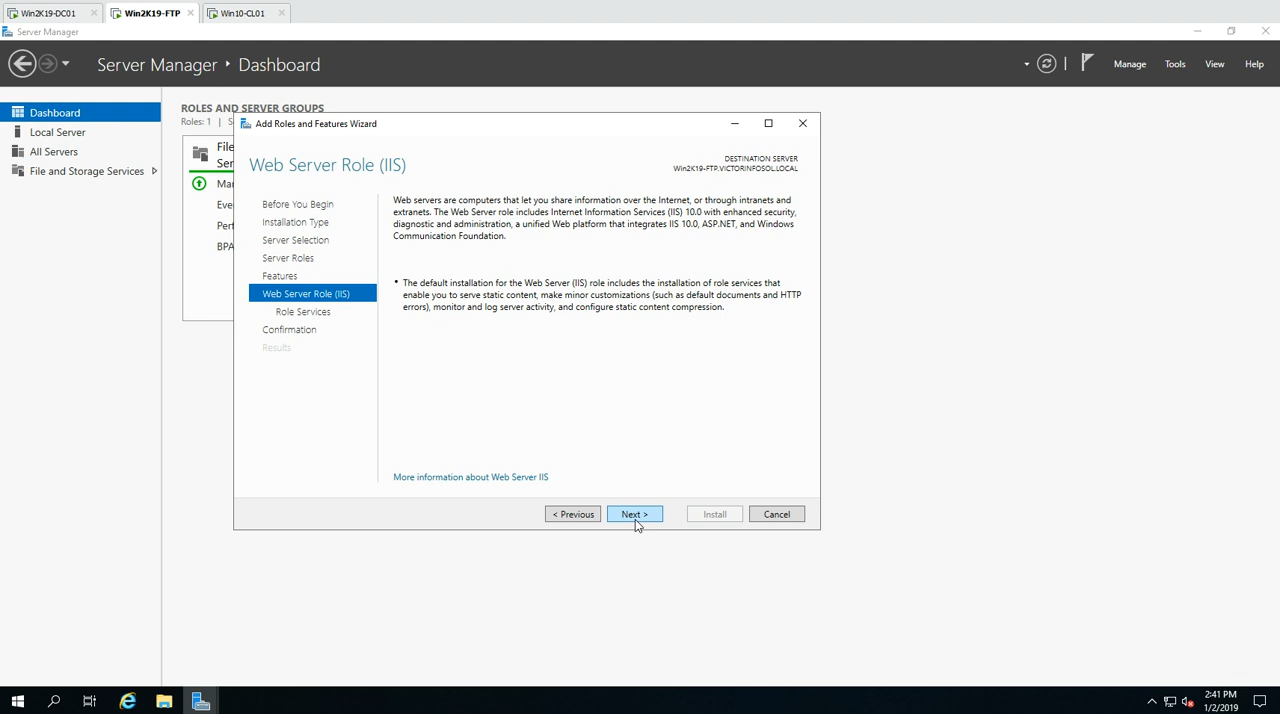 Win2K19-DC01
Win2K19-FTP
Win10-CL01
Server Manager
Server Manager
Dashboard
Manage
Tools
View
Help
Dashboard
Local Server
All Servers
File and Storage Services
ROLES AND SERVER GROUPS
Roles: 1 | S
File
Ser
Mar
Eve
Perf
BPA
Add Roles and Features Wizard
Web Server Role (IIS)
DESTINATION SERVER
Win2K19-FTP.VICTORINFOSOL.LOCAL
Before You Begin
Installation Type
Server Selection
Server Roles
Features
Web Server Role (IIS)
Role Services
Confirmation
Results
Web servers are computers that let you share information over the Internet, or through intranets and
extranets. The Web Server role includes Internet Information Services (IIS) 10.0 with enhanced security,
diagnostic and administration, a unified Web platform that integrates IIS 10.0, ASP.NET, and Windows
Communication Foundation.
• The default installation for the Web Server (IIS) role includes the installation of role services that
enable you to serve static content, make minor customizations (such as default documents and HTTP
errors), monitor and log server activity, and configure static content compression.
More information about Web Server IIS
< Previous
Next >
Install
Cancel
2:41 PM
1/2/2019